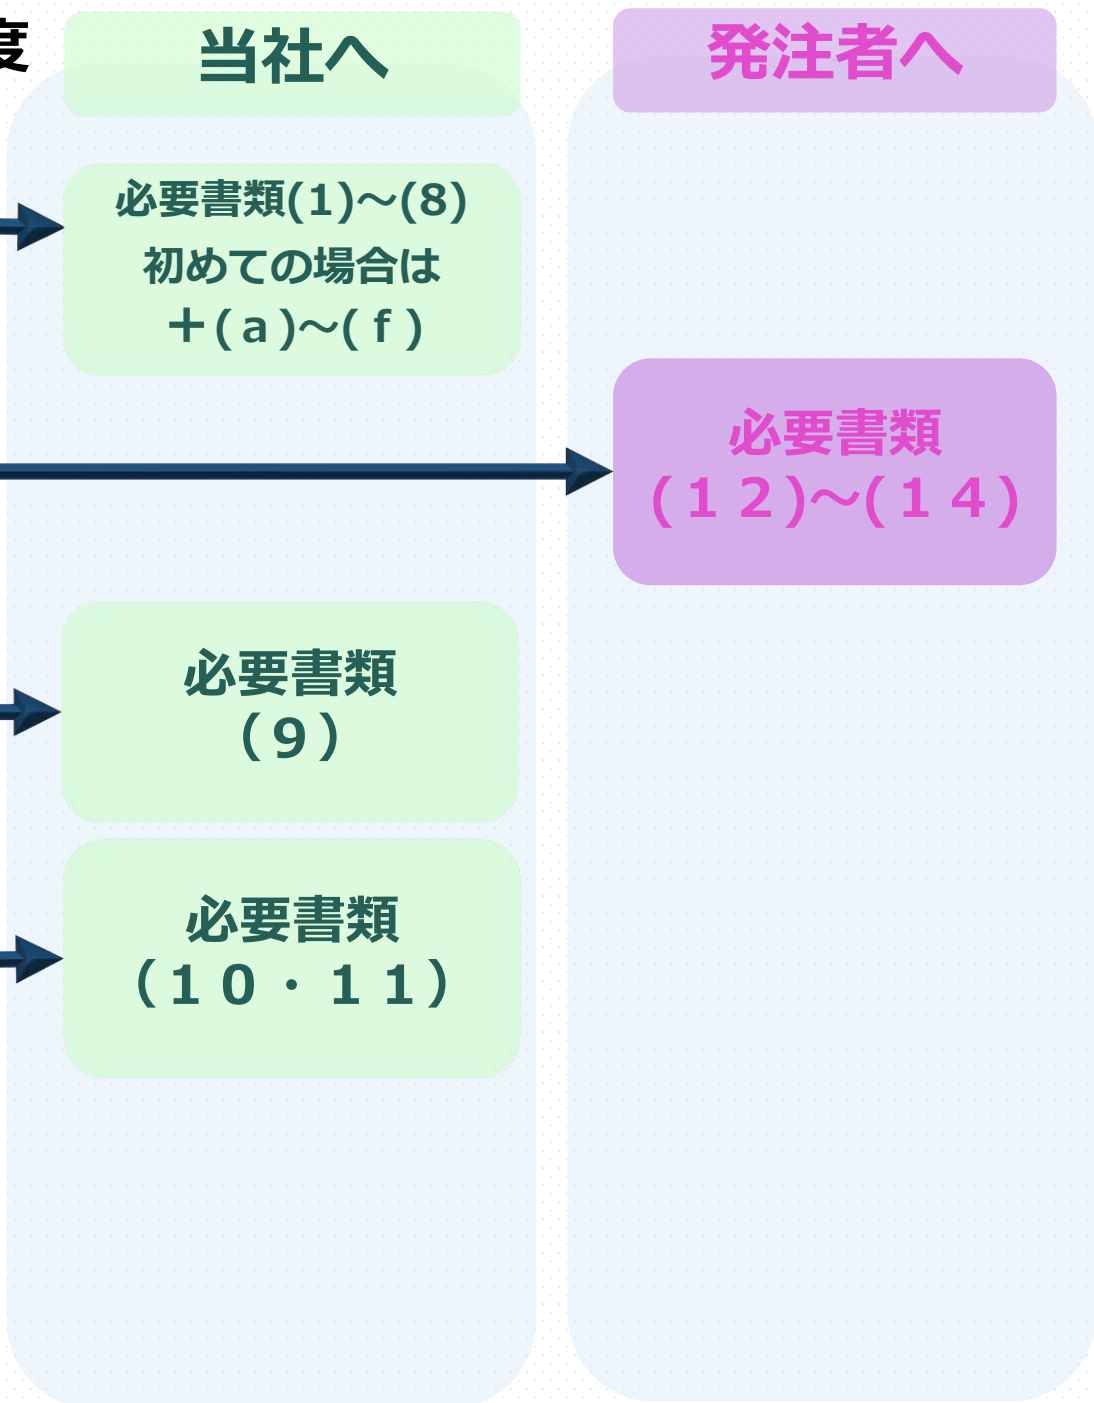 度
当社へ
発注者へ
必要書類(1)～(8)
初めての場合は
＋(ａ)～(ｆ)
必要書類
(１２)～(１４)
必要書類
（９）
必要書類
（１０・１１）